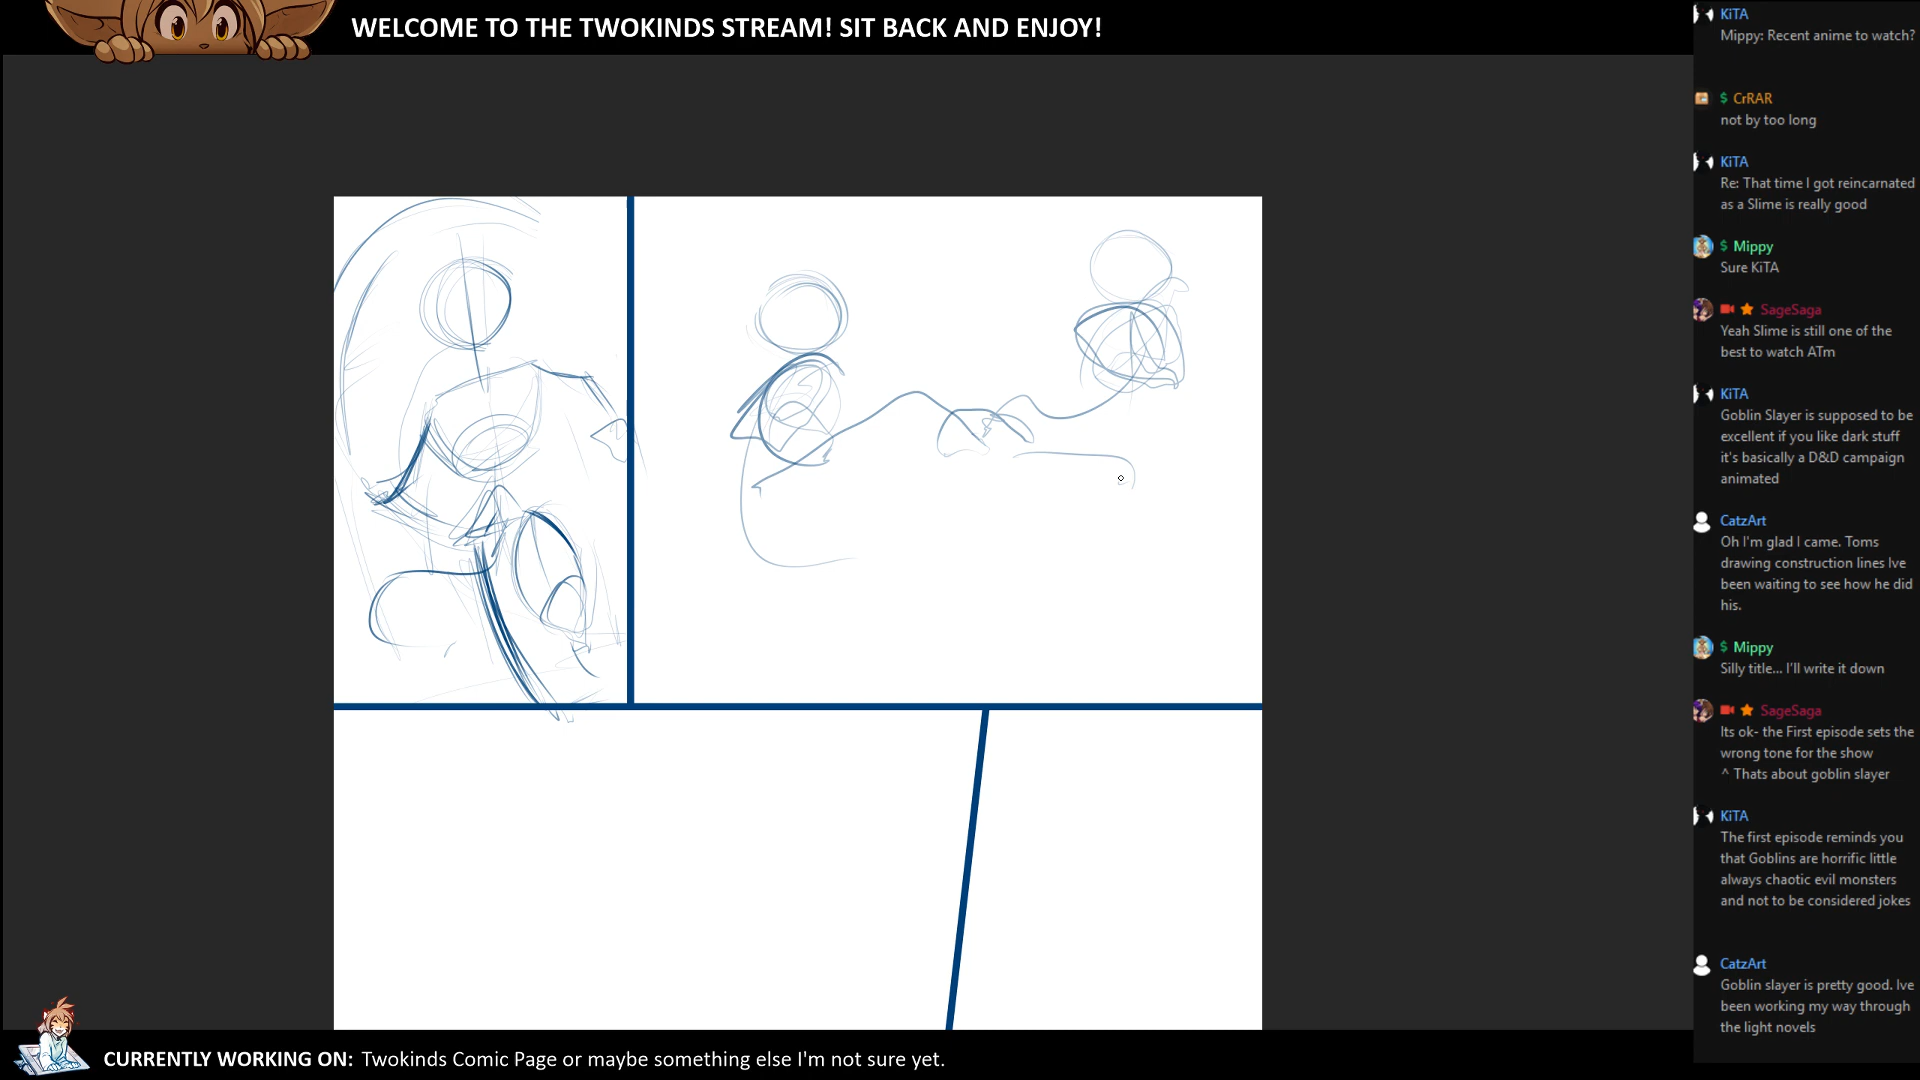 WELCOME TO THE TWOKINDS STREAM! SIT BACK AND ENJOY!
KiTA
Mippy: Recent anime to watch?
$ CrRAR
not by too long
KiTA
Re: That time I got reincarnated
as a Slime is really good
$ Mippy
Sure KiTA
SageSaga
Yeah Slime is still one of the
best to watch ATm
KiTA
Goblin Slayer is supposed to be
excellent if you like dark stuff
it's basically a D&D campaign
animated
CatzArt
Oh I'm glad I came. Toms
drawing construction lines Ive
been waiting to see how he did
his.
$ Mippy
Silly title... I'll write it down
SageSaga
Its ok- the First episode sets the
wrong tone for the show
^ Thats about goblin slayer
KiTA
The first episode reminds you
that Goblins are horrific little
always chaotic evil monsters
and not to be considered jokes
CatzArt
Goblin slayer is pretty good. Ive
been working my way through
the light novels
CURRENTLY WORKING ON: Twokinds Comic Page or maybe something else I'm not sure yet.